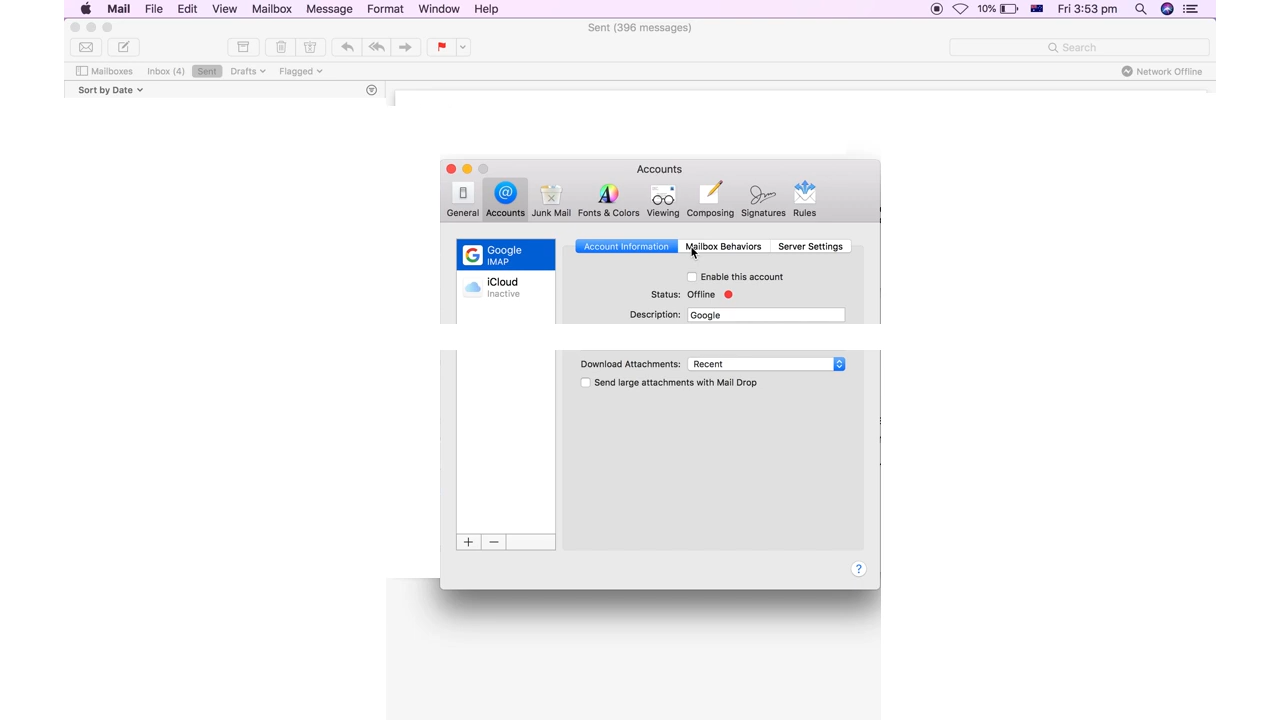 Mail File Edit View Mailbox Message Format Window Help 10% Fri 3:53 pm
Sent (396 messages)
Search
Mailboxes Inbox (4) Sent Drafts Flagged Network Offline
Sort by Date
Accounts
General Accounts Junk Mail Fonts & Colors Viewing Composing Signatures Rules
Google
IMAP
iCloud
Inactive
Account Information Mailbox Behaviors Server Settings
Enable this account
Status: Offline
Description: Google
Download Attachments: Recent
Send large attachments with Mail Drop
+ −
?